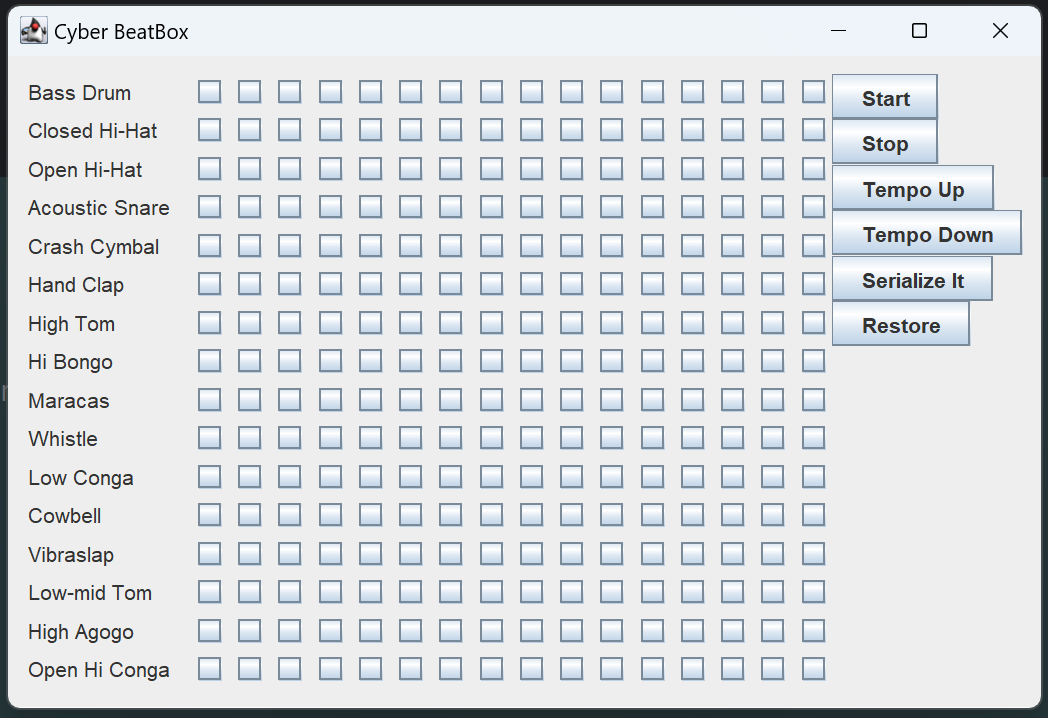 Cyber BeatBox
Bass Drum
Closed Hi-Hat
Open Hi-Hat
Acoustic Snare
Crash Cymbal
Hand Clap
High Tom
Hi Bongo
Maracas
Whistle
Low Conga
Cowbell
Vibraslap
Low-mid Tom
High Agogo
Open Hi Conga
Start
Stop
Tempo Up
Tempo Down
Serialize It
Restore